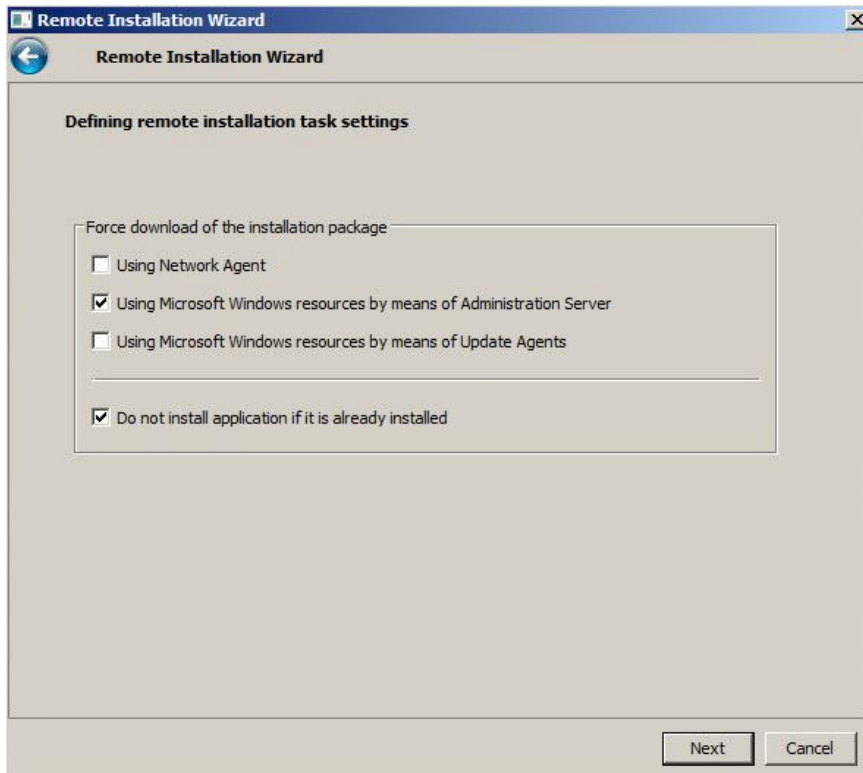 Remote Installation Wizard
Remote Installation Wizard
Defining remote installation task settings
Force download of the installation package
Using Network Agent
Using Microsoft Windows resources by means of Administration Server
Using Microsoft Windows resources by means of Update Agents
Do not install application if it is already installed
Next
Cancel